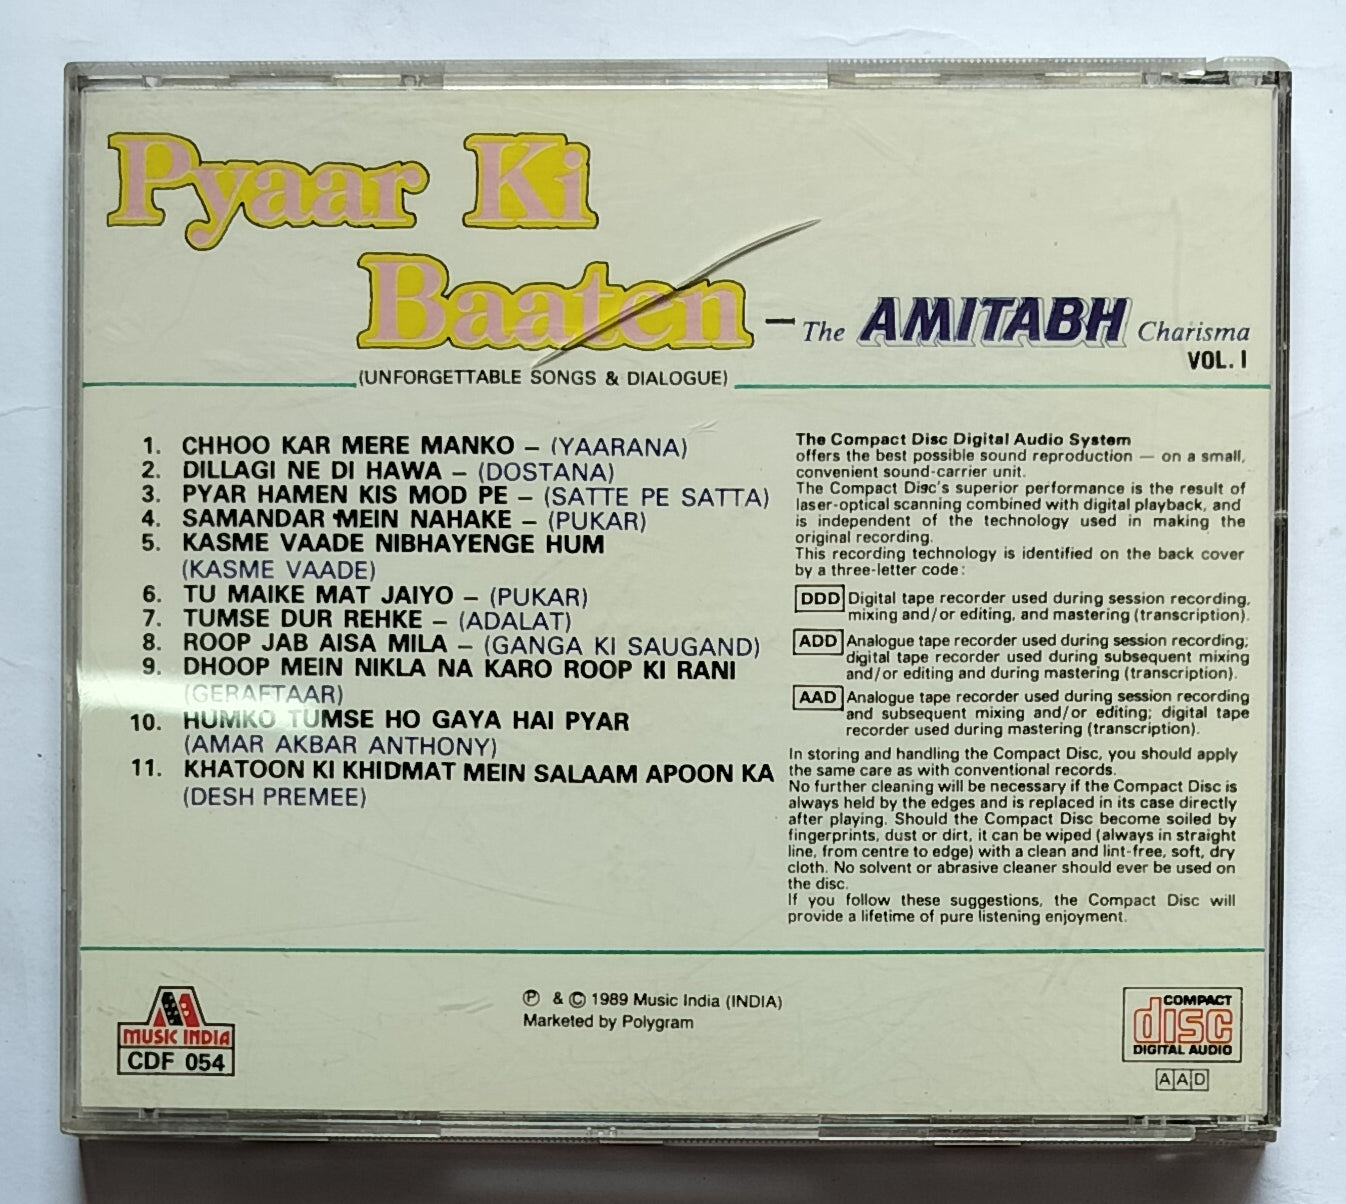 Pyaar Ki
Baaten
– The AMITABH Charisma
VOL. I
(UNFORGETTABLE SONGS & DIALOGUE)
1. CHHOO KAR MERE MANKO – (YAARANA)
2. DILLAGI NE DI HAWA – (DOSTANA)
3. PYAR HAMEN KIS MOD PE – (SATTE PE SATTA)
4. SAMANDAR MEIN NAHAKE – (PUKAR)
5. KASME VAADE NIBHAYENGE HUM
(KASME VAADE)
6. TU MAIKE MAT JAIYO – (PUKAR)
7. TUMSE DUR REHKE – (ADALAT)
8. ROOP JAB AISA MILA – (GANGA KI SAUGAND)
9. DHOOP MEIN NIKLA NA KARO ROOP KI RANI
(GERAFTAAR)
10. HUMKO TUMSE HO GAYA HAI PYAR
(AMAR AKBAR ANTHONY)
11. KHATOON KI KHIDMAT MEIN SALAAM APOON KA
(DESH PREMEE)
The Compact Disc Digital Audio System
offers the best possible sound reproduction — on a small,
convenient sound-carrier unit.
The Compact Disc's superior performance is the result of
laser-optical scanning combined with digital playback, and
is independent of the technology used in making the
original recording.
This recording technology is identified on the back cover
by a three-letter code:
DDD Digital tape recorder used during session recording,
mixing and/or editing, and mastering (transcription).
ADD Analogue tape recorder used during session recording;
digital tape recorder used during subsequent mixing
and/or editing and during mastering (transcription).
AAD Analogue tape recorder used during session recording
and subsequent mixing and/or editing; digital tape
recorder used during mastering (transcription).
In storing and handling the Compact Disc, you should apply
the same care as with conventional records.
No further cleaning will be necessary if the Compact Disc is
always held by the edges and is replaced in its case directly
after playing. Should the Compact Disc become soiled by
fingerprints, dust or dirt, it can be wiped (always in straight
line, from centre to edge) with a clean and lint-free, soft, dry
cloth. No solvent or abrasive cleaner should ever be used on
the disc.
If you follow these suggestions, the Compact Disc will
provide a lifetime of pure listening enjoyment.
MUSIC INDIA
CDF 054
℗ & © 1989 Music India (INDIA)
Marketed by Polygram
COMPACT
disc
DIGITAL AUDIO
AAD